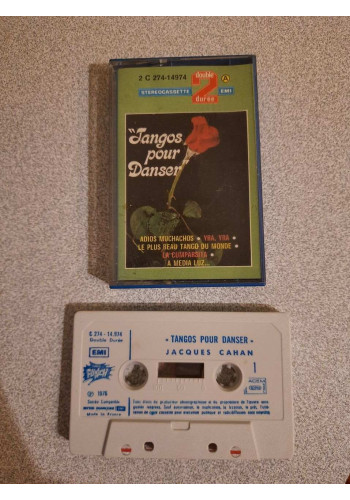 2 C 274-14974
double
2
durée
STEREOCASSETTE
EMI
"Tangos
pour
Danser"
ADIOS MUCHACHOS • YRA, YRA •
LE PLUS BEAU TANGO DU MONDE •
LA CUMPARSITA •
A MEDIA LUZ...
C 274 - 14.974
Double Durée
- TANGOS POUR DANSER -
EMI
JACQUES CAHAN
1
℗ 1976
Made in France